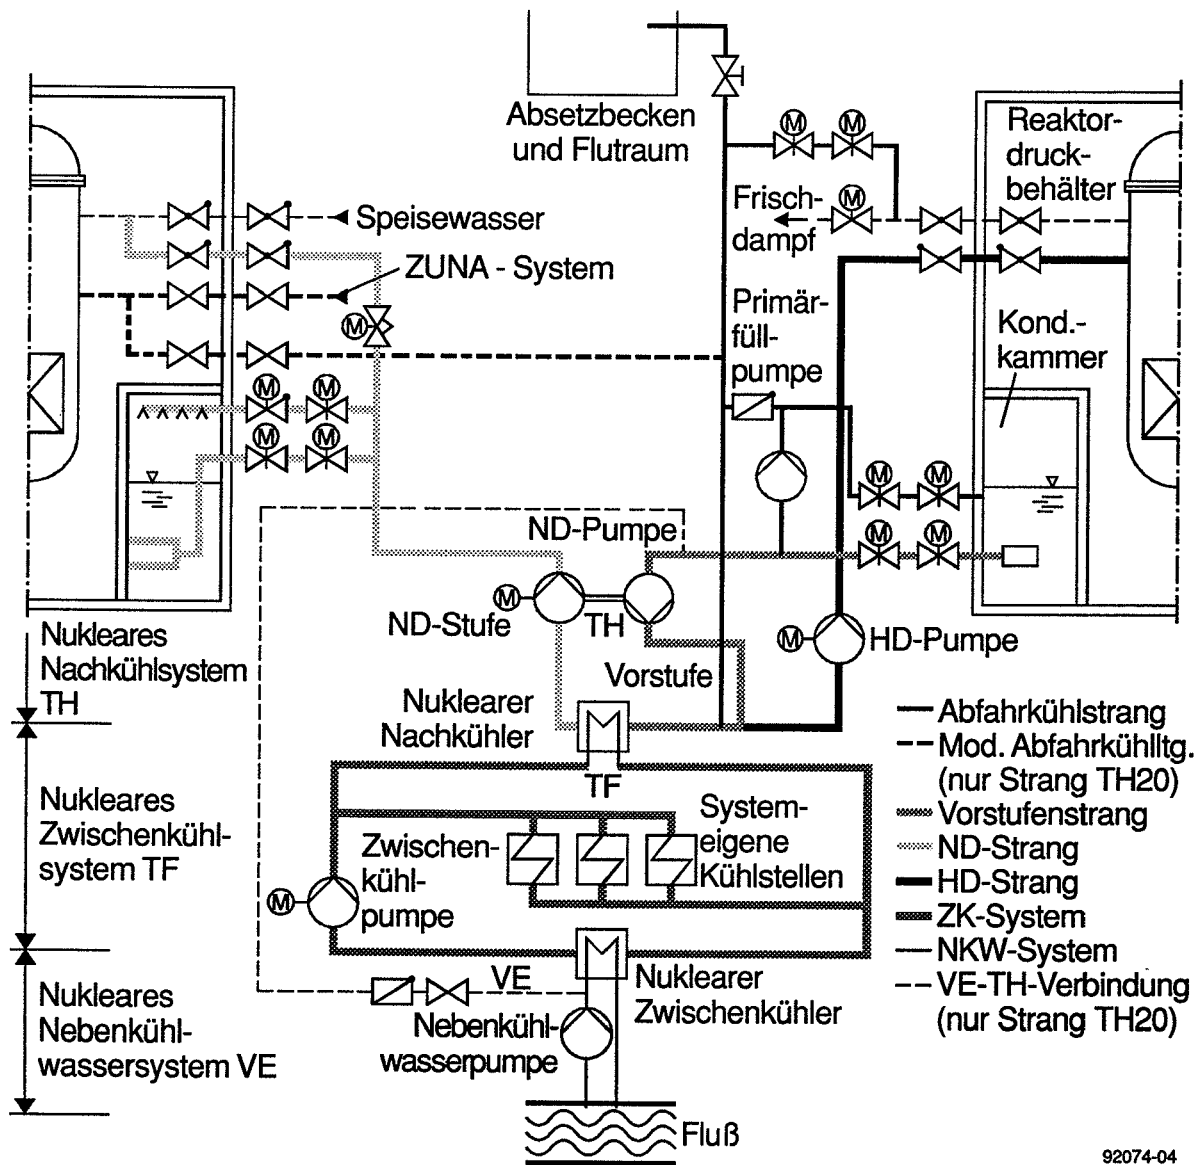 Absetzbecken
und Flutraum
M
M
Reaktor-
druck-
behälter
Frisch-
dampf
M
Speisewasser
ZUNA - System
M
Primär-
füll-
pumpe
Kond.-
kammer
M
M
M
M
M
M
M
M
ND-Pumpe
M
ND-Stufe
TH
M
HD-Pumpe
Vorstufe
Nukleares
Nachkühlsystem
TH
Nuklearer
Nachkühler
TF
Nukleares
Zwischenkühl-
system TF
Zwischen-
kühl-
pumpe
M
System-
eigene
Kühlstellen
Nukleares
Nebenkühl-
wassersystem VE
VE
Nuklearer
Zwischenkühler
Nebenkühl-
wasserpumpe
Fluß
Abfahrkühlstrang
Mod. Abfahrkühlltg.
(nur Strang TH20)
Vorstufenstrang
ND-Strang
HD-Strang
ZK-System
NKW-System
VE-TH-Verbindung
(nur Strang TH20)
92074-04